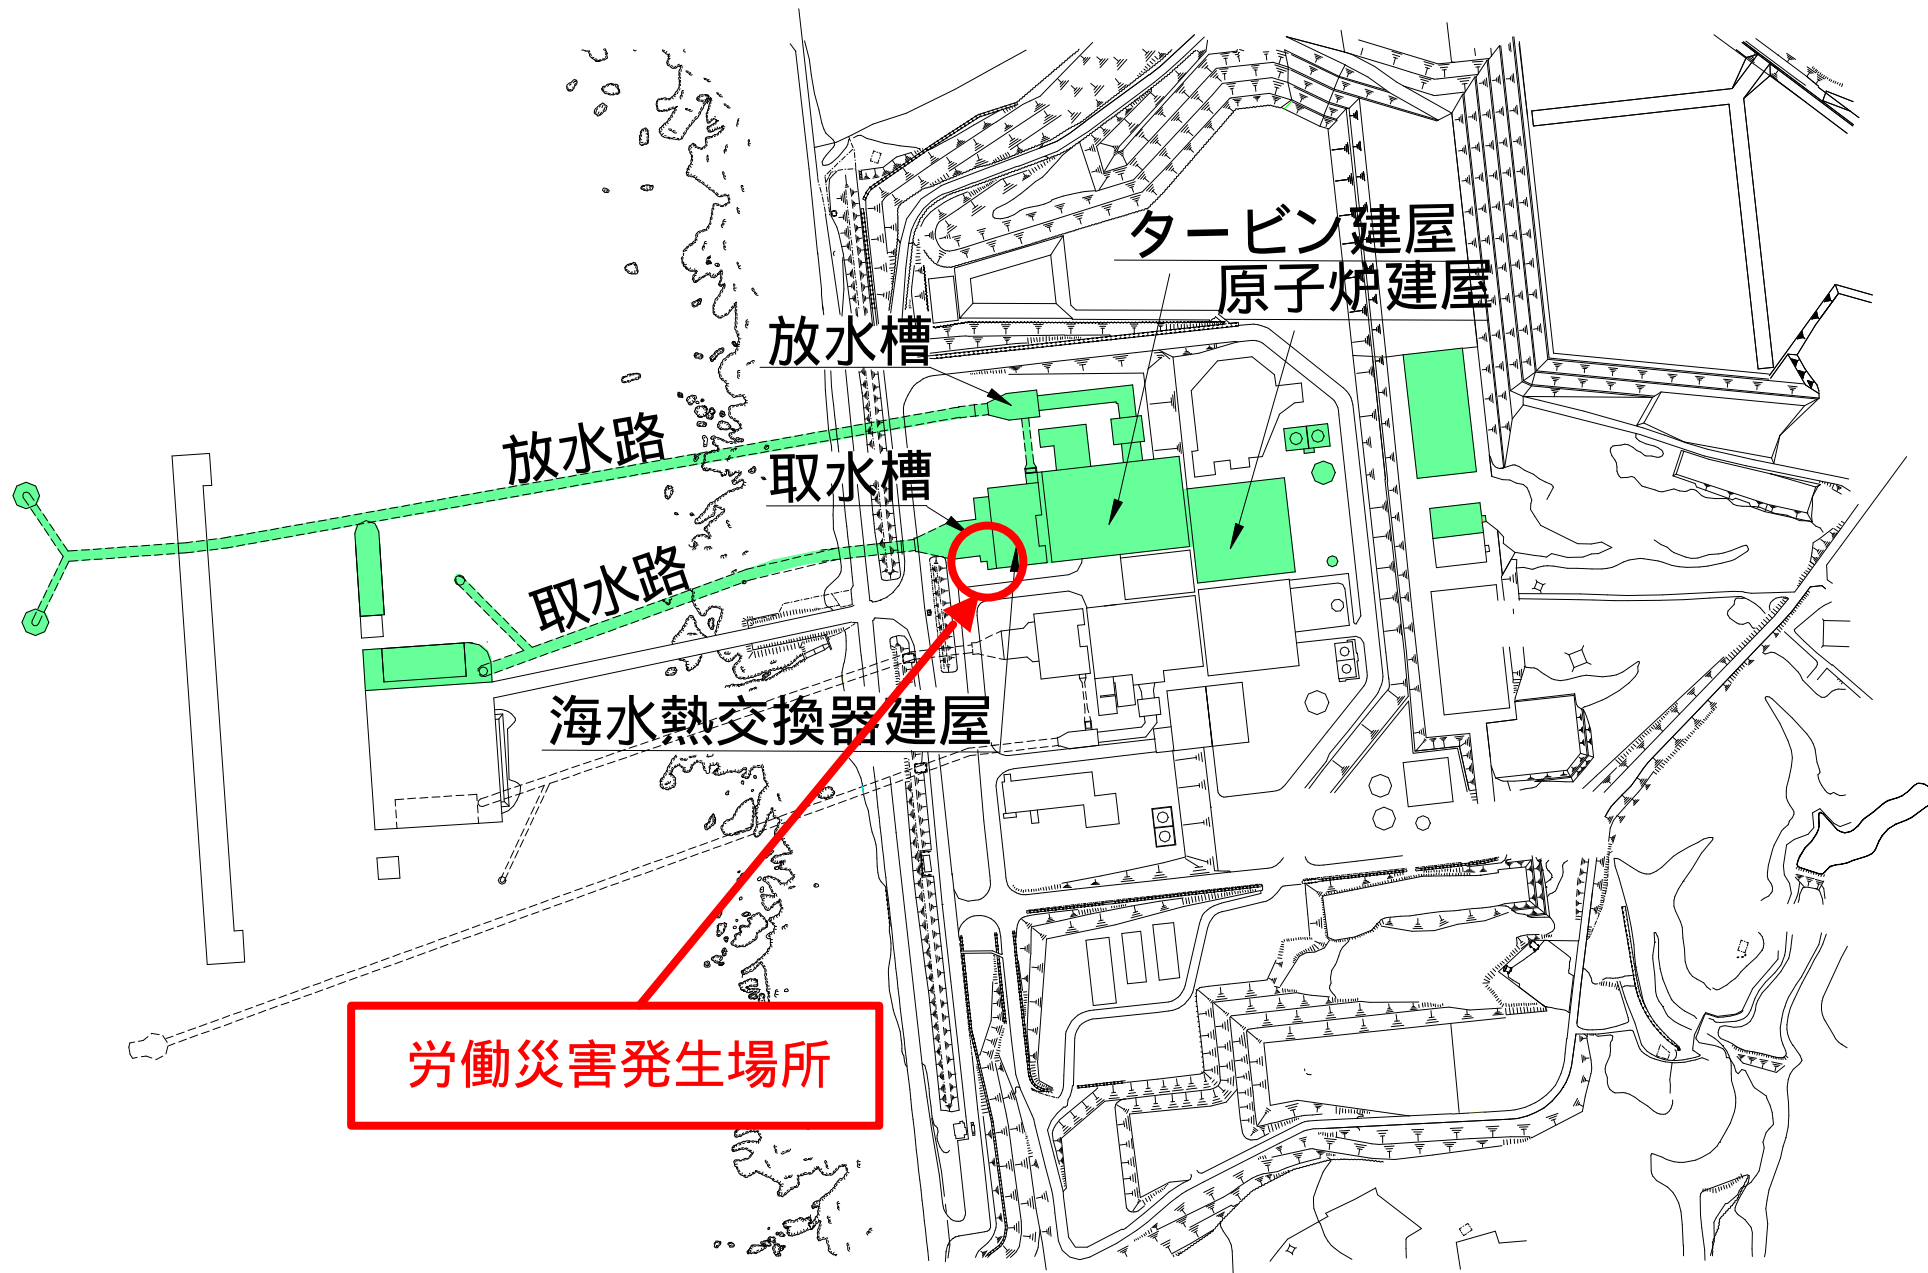 タービン建屋
原子炉建屋
放水槽
放水路
取水槽
取水路
海水熱交換器建屋
労働災害発生場所